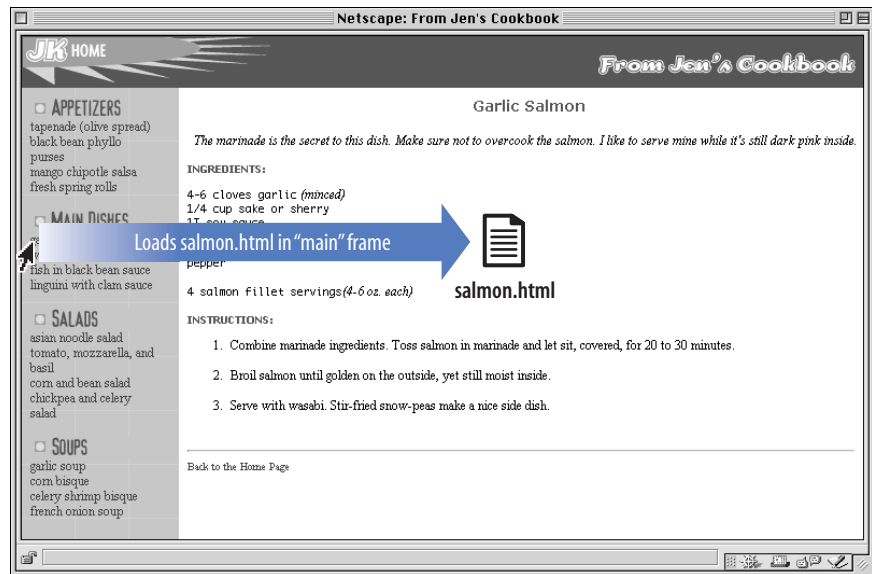 Netscape: From Jen's Cookbook
JK HOME
From Jen's Cookbook
APPETIZERS
tapenade (olive spread)
black bean phyllo
purses
mango chipotle salsa
fresh spring rolls
MAIN DISHES
fish in black bean sauce
linguini with clam sauce
SALADS
asian noodle salad
tomato, mozzarella, and
basil
corn and bean salad
chickpea and celery
salad
SOUPS
garlic soup
corn bisque
celery shrimp bisque
french onion soup
Garlic Salmon
The marinade is the secret to this dish. Make sure not to overcook the salmon. I like to serve mine while it's still dark pink inside.
INGREDIENTS:
4-6 cloves garlic (minced)
1/4 cup sake or sherry
1T soy sauce
Loads salmon.html in "main" frame
pepper
4 salmon fillet servings(4-6 oz. each)
salmon.html
INSTRUCTIONS:
1. Combine marinade ingredients. Toss salmon in marinade and let sit, covered, for 20 to 30 minutes.
2. Broil salmon until golden on the outside, yet still moist inside.
3. Serve with wasabi. Stir-fried snow-peas make a nice side dish.
Back to the Home Page